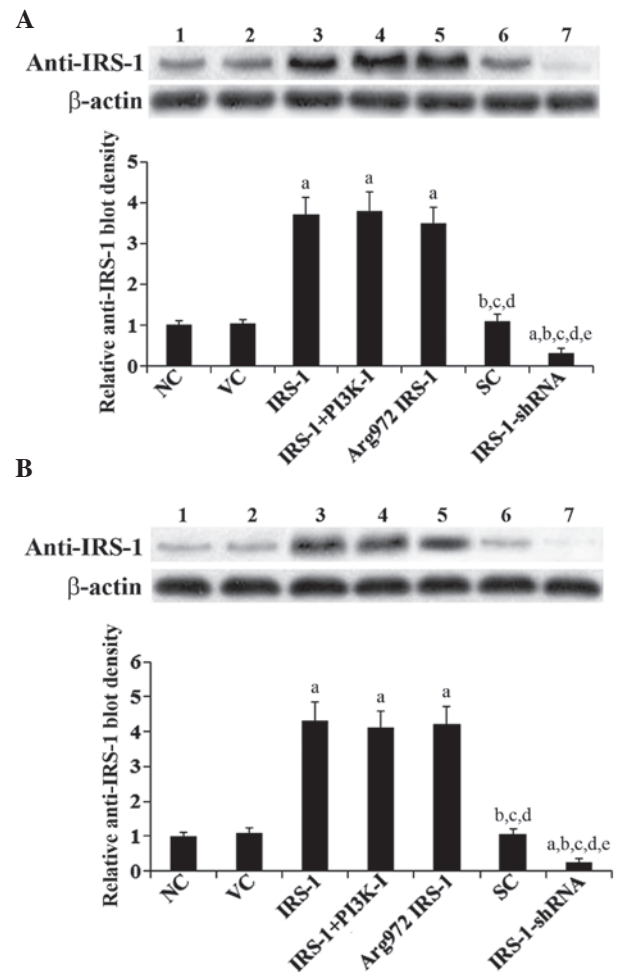 A
1 2 3 4 5 6 7
Anti-IRS-1
β-actin
Relative anti-IRS-1 blot density
5
4
3
2
1
0
a a a b,c,d a,b,c,d,e
NC VC IRS-1 IRS-1+PI3K-I Arg972 IRS-1 SC IRS-1-shRNA
B
1 2 3 4 5 6 7
Anti-IRS-1
β-actin
Relative anti-IRS-1 blot density
6
5
4
3
2
1
0
a a a b,c,d a,b,c,d,e
NC VC IRS-1 IRS-1+PI3K-I Arg972 IRS-1 SC IRS-1-shRNA